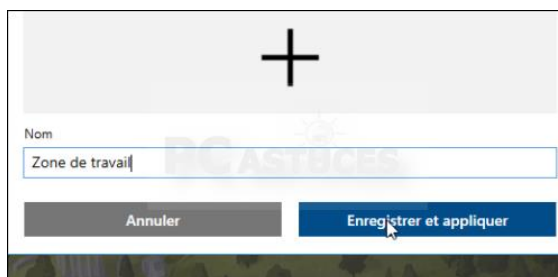 Nom
Zone de travail
PC ASTUCES
Annuler
Enregistrer et appliquer